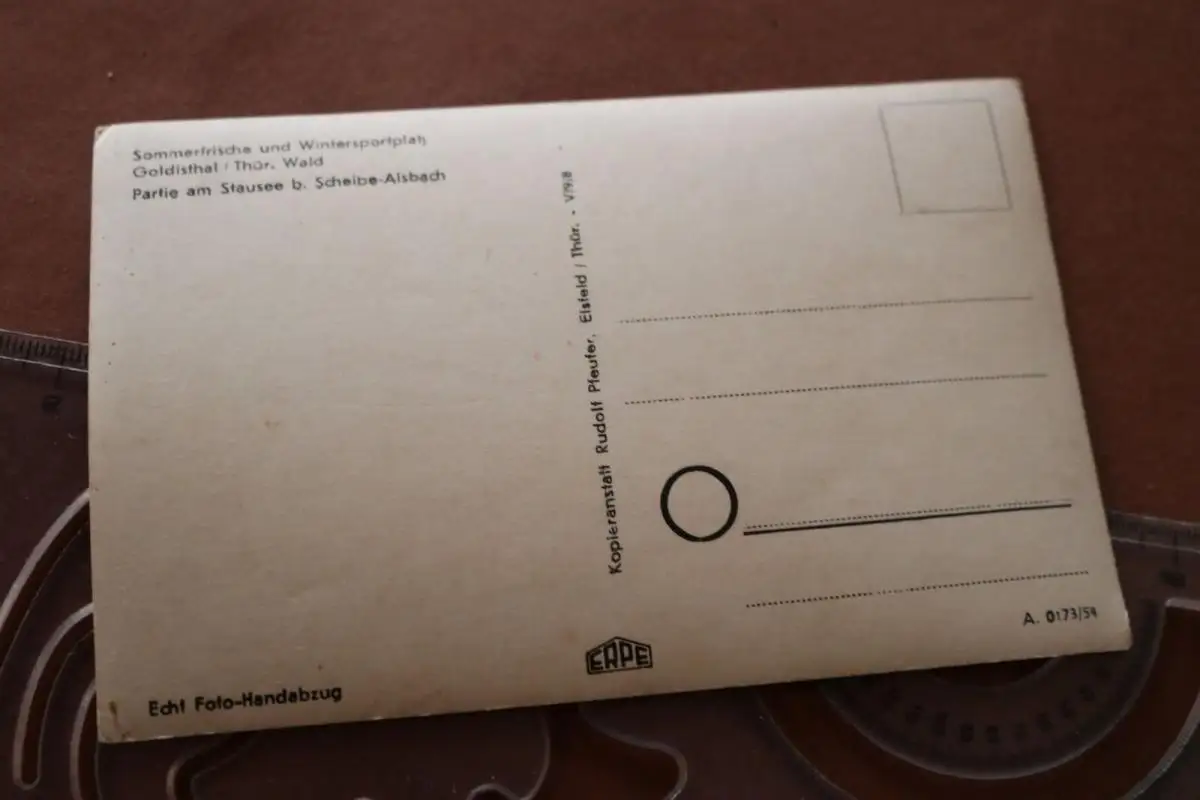 Sommerfrische und Wintersportplatz
Goldisthal / Thür. Wald
Partie am Stausee b. Scheibe-Alsbach
Kopieranstalt Rudolf Pfeufer, Eisfeld / Thür. - V/9/8
A. 0173/59
ERPE
Echt Foto-Handabzug